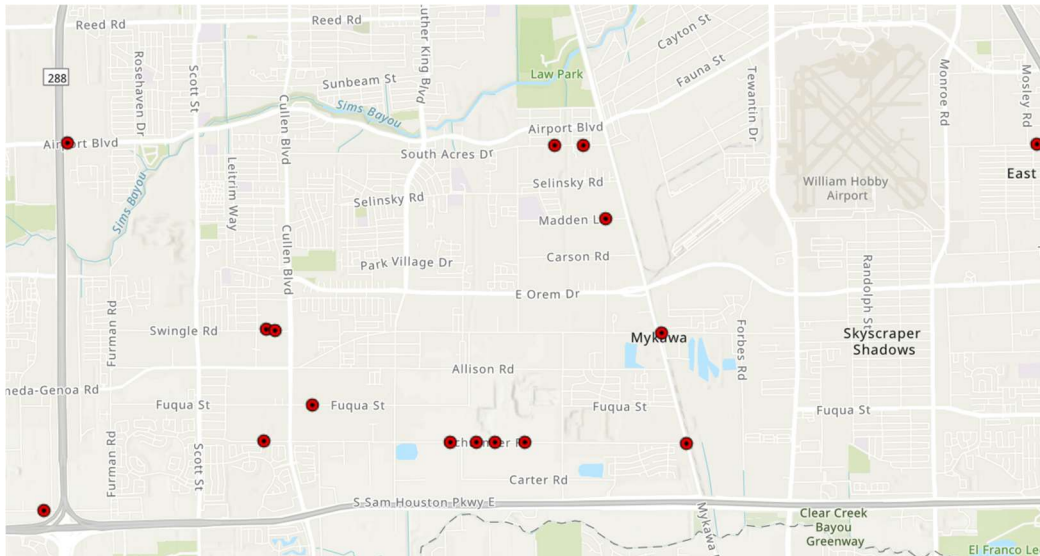 Reed Rd
Reed Rd
Luther King Blvd
Cayton St
Rosehaven Dr
Scott St
Sunbeam St
Law Park
Fauna St
Tewantin Dr
Monroe Rd
Mosley Rd
288
Cullen Blvd
Sims Bayou
Airport Blvd
Airport Blvd
South Acres Dr
Leitrim Way
Sims Bayou
Selinsky Rd
Selinsky Rd
William Hobby
Airport
East
Madden L
Cullen Blvd
Park Village Dr
Carson Rd
Randolph St
E Orem Dr
Furman Rd
Swingle Rd
Mykawa
Forbes Rd
Skyscraper
Shadows
Allison Rd
meda-Genoa Rd
Fuqua St
Fuqua St
Fuqua St
Fuqua St
Furman Rd
Scott St
Carter Rd
S Sam Houston Pkwy E
Mykawa
Clear Creek
Bayou
Greenway
El Franco Le